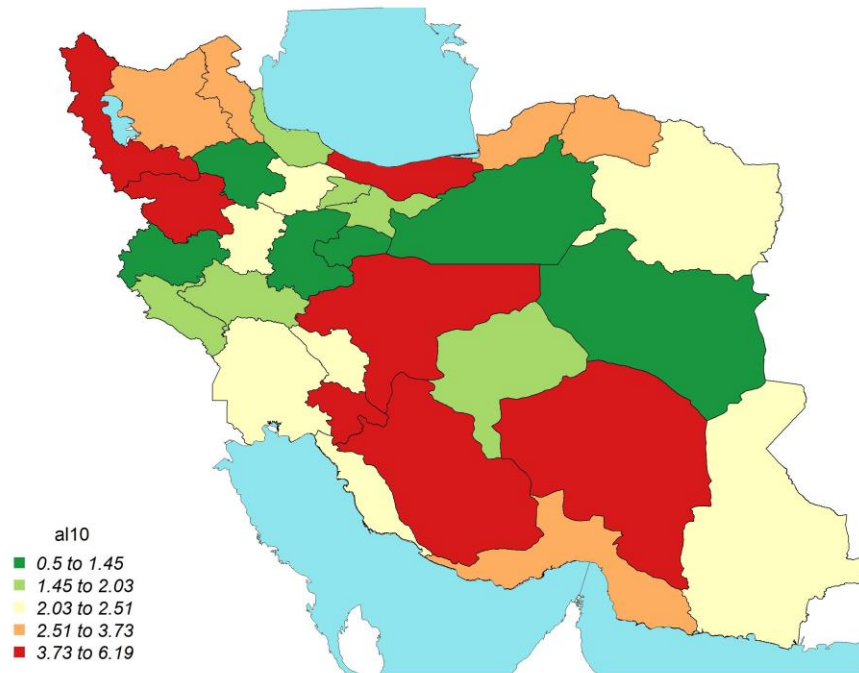 al10
0.5 to 1.45
1.45 to 2.03
2.03 to 2.51
2.51 to 3.73
3.73 to 6.19